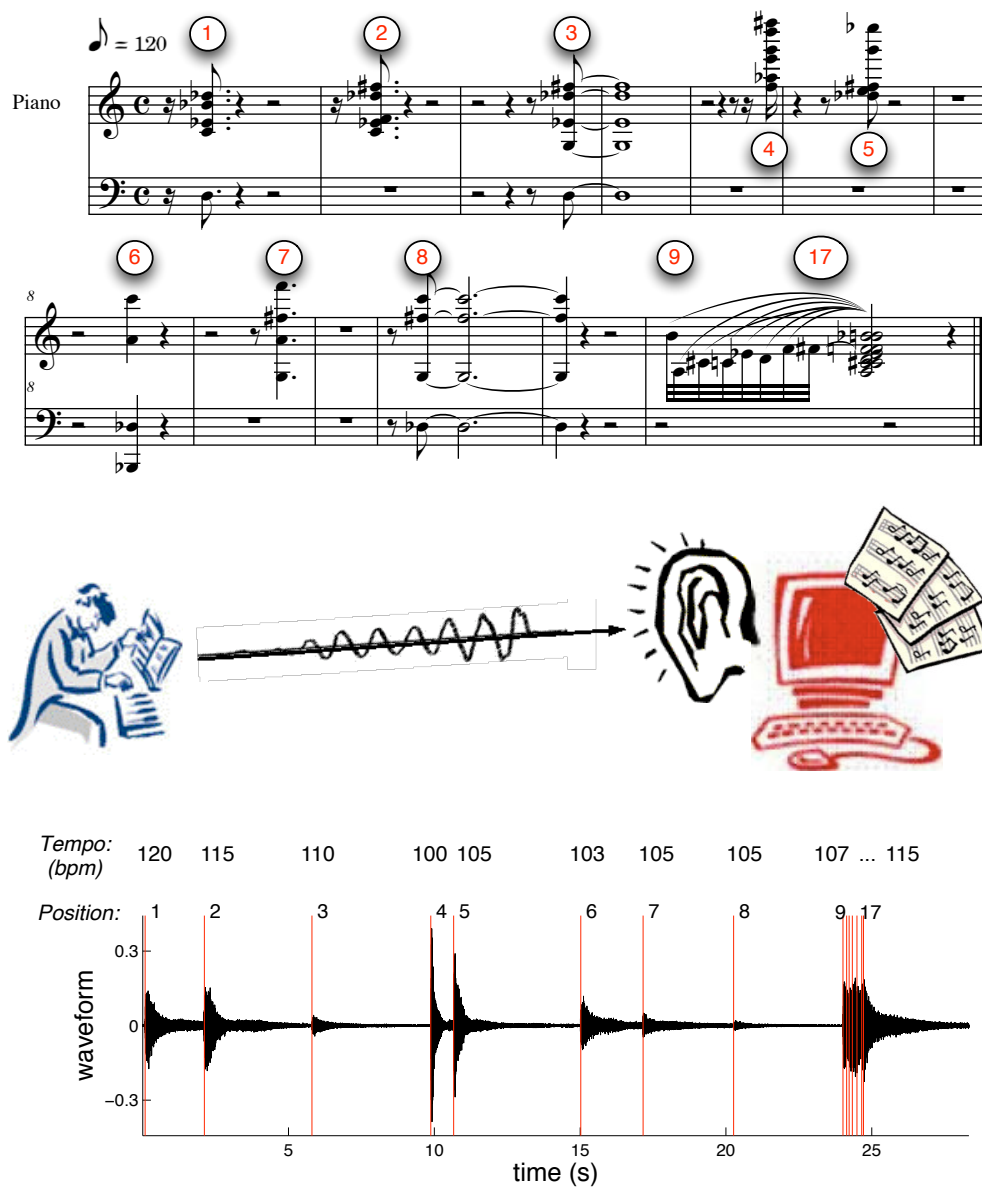 ♪ = 120
1 2 3
Piano
4 5
6 7 8 9 17
8
8
Tempo: 120 115 110 100 105 103 105 105 107 ... 115
(bpm)
Position: 1 2 3 4 5 6 7 8 9 17
0.3
waveform
0
−0.3
5 10 15 20 25
time (s)